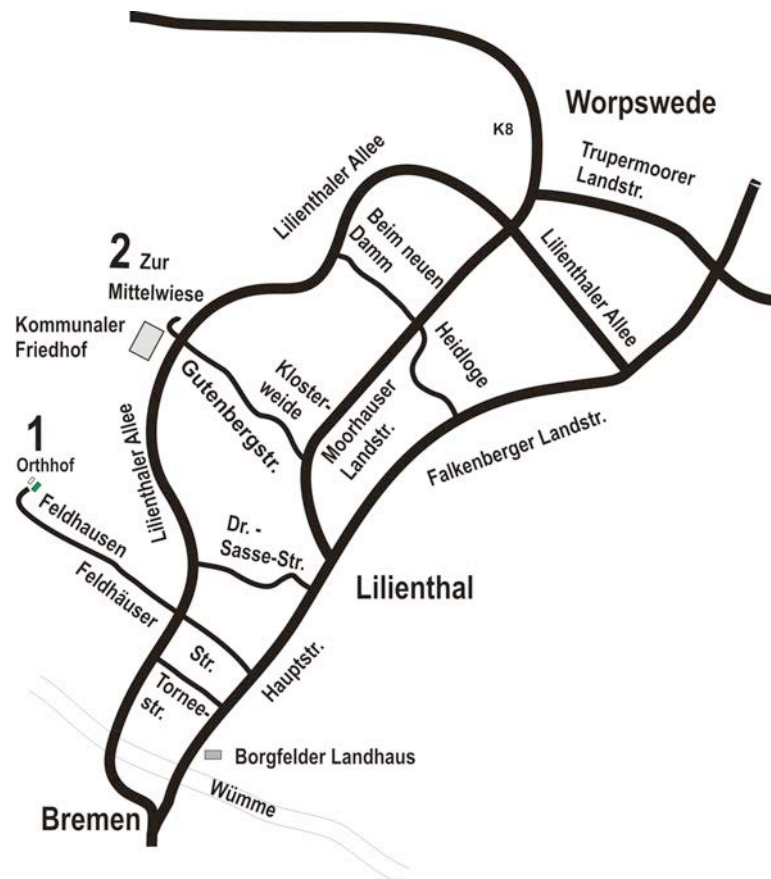 Worpswede
K8
Trupermoorer
Landstr.
Lilienthaler Allee
Beim neuen
Damm
Lilienthaler Allee
2 Zur
Mittelwiese
Kommunaler
Friedhof
Heidloge
Kloster-
weide
Gutenbergstr.
Moorhauser
Landstr.
Falkenberger Landstr.
1
Orthhof
Lilienthaler Allee
Feldhausen
Dr. -
Sasse-Str.
Lilienthal
Feldhäuser
Str.
Hauptstr.
Tornee-
str.
Borgfelder Landhaus
Wümme
Bremen